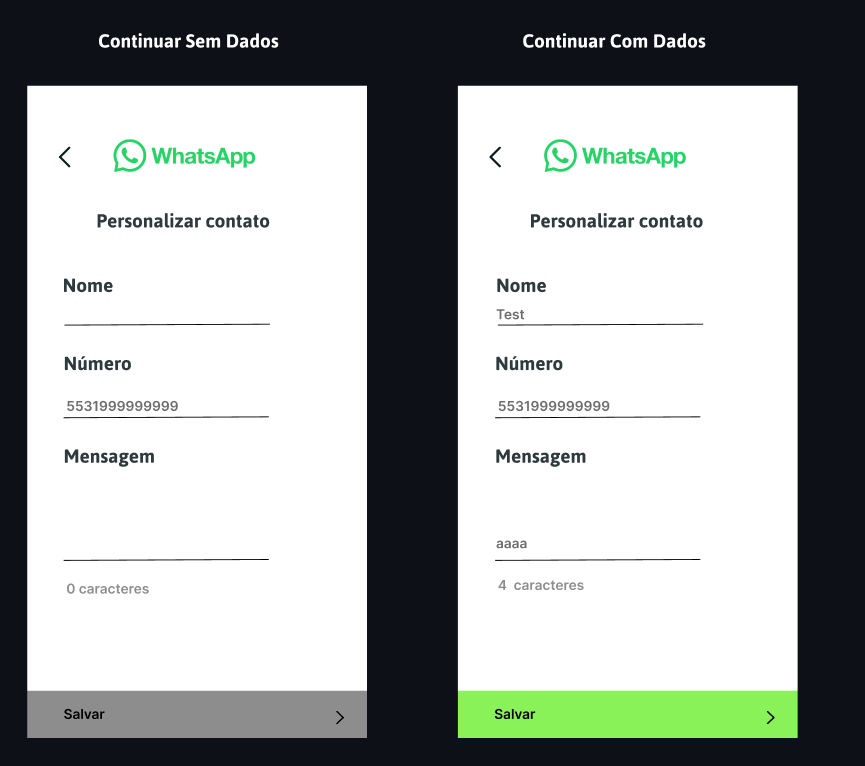 Continuar Sem Dados
WhatsApp
Personalizar contato
Nome
Número
5531999999999
Mensagem
0 caracteres
Salvar
Continuar Com Dados
WhatsApp
Personalizar contato
Nome
Test
Número
5531999999999
Mensagem
aaaa
4 caracteres
Salvar